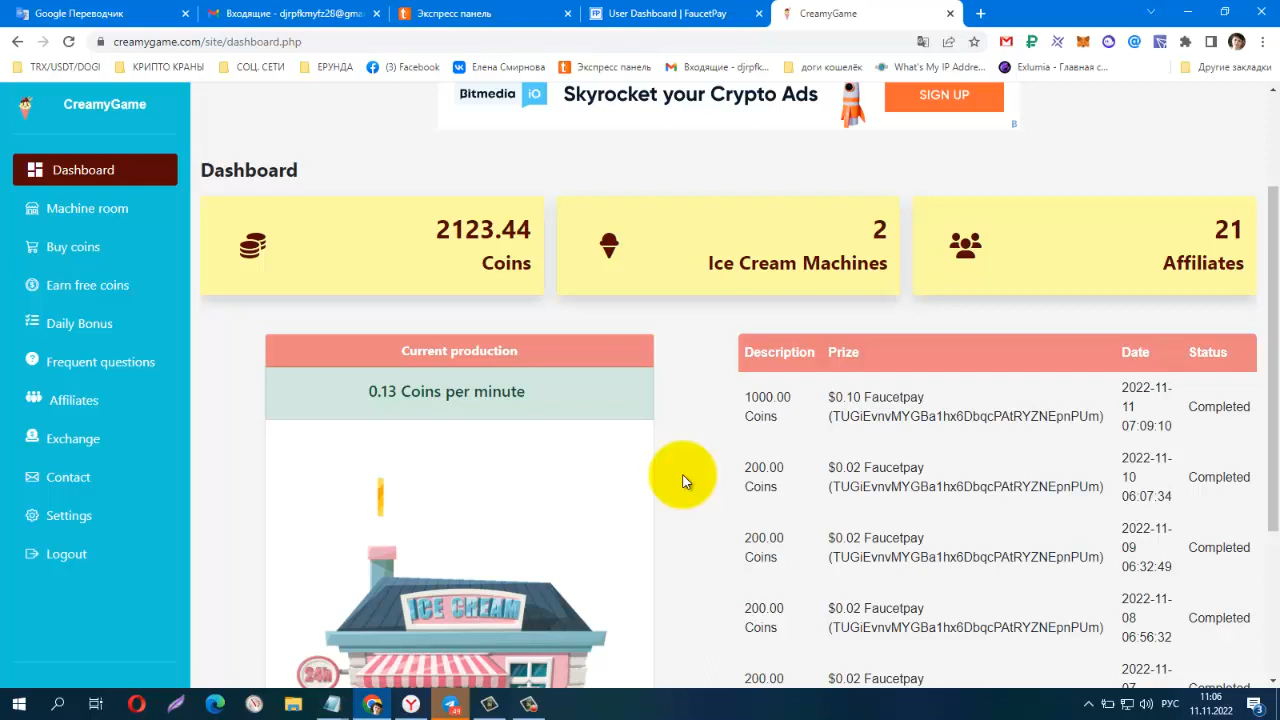 Google Переводчик
Входящие - djrpfkmyfz28@gma
Экспресс панель
User Dashboard | FaucetPay
CreamyGame
creamygame.com/site/dashboard.php
TRX/USDT/DOGI
КРИПТО КРАНЫ
СОЦ. СЕТИ
ЕРУНДА
(3) Facebook
Елена Смирнова
Экспресс панель
Входящие - djrpfk...
доги кошелёк
What's My IP Addre...
Exlumia - Главная с...
Другие закладки
CreamyGame
Bitmedia IO
Skyrocket your Crypto Ads
SIGN UP
B
Dashboard
Machine room
Buy coins
Earn free coins
Daily Bonus
Frequent questions
Affiliates
Exchange
Contact
Settings
Logout
Dashboard
2123.44
Coins
2
Ice Cream Machines
21
Affiliates
Current production
0.13 Coins per minute
ICE CREAM
24h
Description Prize Date Status
1000.00 Coins
$0.10 Faucetpay
(TUGiEvnvMYGBa1hx6DbqcPAtRYZNEpnPUm)
2022-11-
11
07:09:10
Completed
200.00 Coins
$0.02 Faucetpay
(TUGiEvnvMYGBa1hx6DbqcPAtRYZNEpnPUm)
2022-11-
10
06:07:34
Completed
200.00 Coins
$0.02 Faucetpay
(TUGiEvnvMYGBa1hx6DbqcPAtRYZNEpnPUm)
2022-11-
09
06:32:49
Completed
200.00 Coins
$0.02 Faucetpay
(TUGiEvnvMYGBa1hx6DbqcPAtRYZNEpnPUm)
2022-11-
08
06:56:32
Completed
200.00
$0.02 Faucetpay
2022-11-
49
РУС
11:06
11.11.2022
3